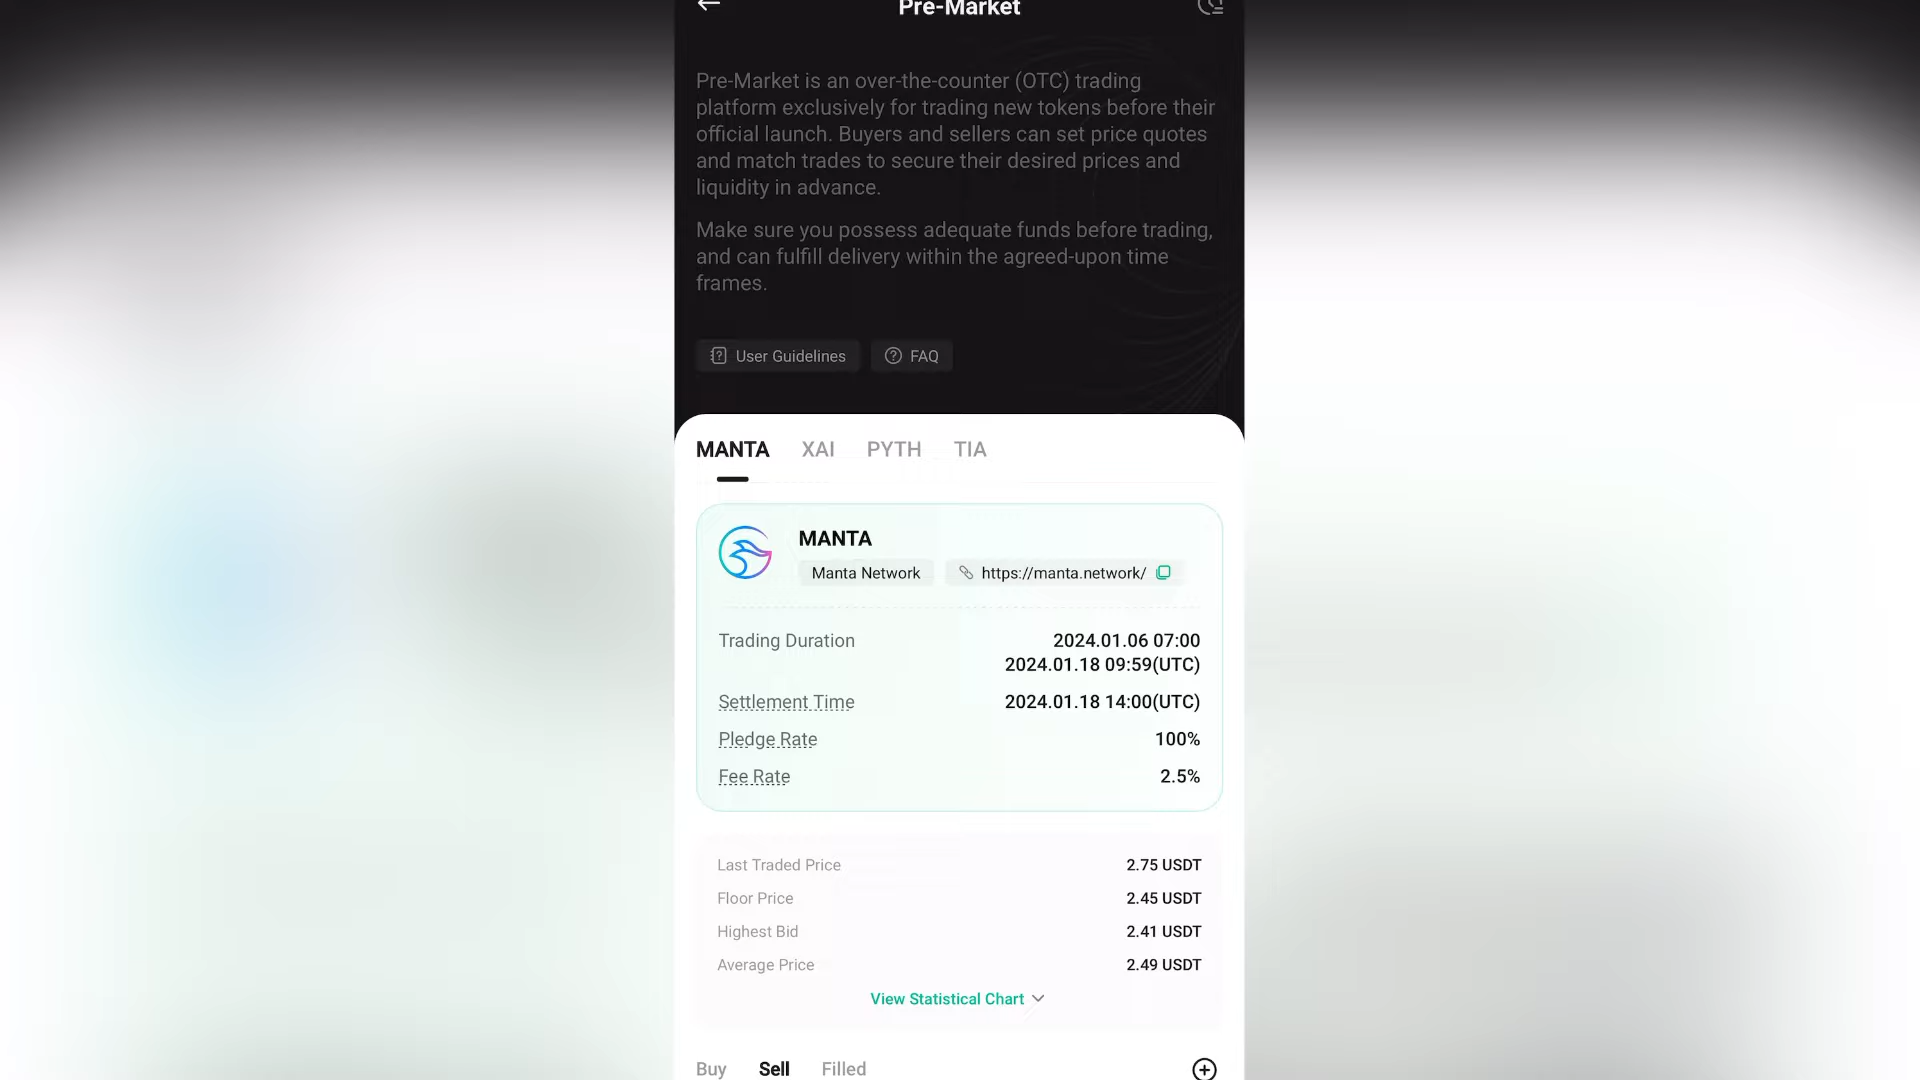 Pre-Market
Pre-Market is an over-the-counter (OTC) trading
platform exclusively for trading new tokens before their
official launch. Buyers and sellers can set price quotes
and match trades to secure their desired prices and
liquidity in advance.
Make sure you possess adequate funds before trading,
and can fulfill delivery within the agreed-upon time
frames.
User Guidelines FAQ
MANTA XAI PYTH TIA
MANTA
Manta Network https://manta.network/
Trading Duration 2024.01.06 07:00
2024.01.18 09:59(UTC)
Settlement Time 2024.01.18 14:00(UTC)
Pledge Rate 100%
Fee Rate 2.5%
Last Traded Price 2.75 USDT
Floor Price 2.45 USDT
Highest Bid 2.41 USDT
Average Price 2.49 USDT
View Statistical Chart
Buy Sell Filled